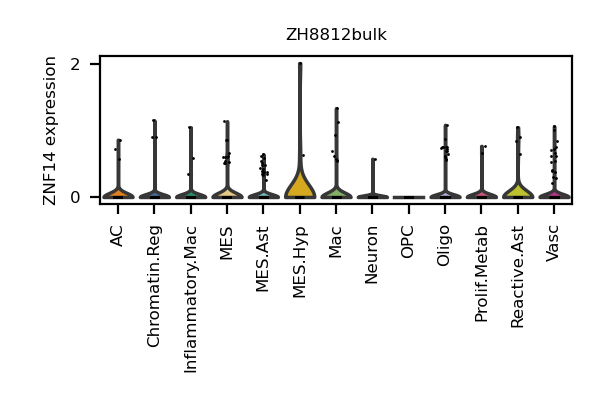 ZH8812bulk
ZNF14 expression
2
0
AC
Chromatin.Reg
Inflammatory.Mac
MES
MES.Ast
MES.Hyp
Mac
Neuron
OPC
Oligo
Prolif.Metab
Reactive.Ast
Vasc